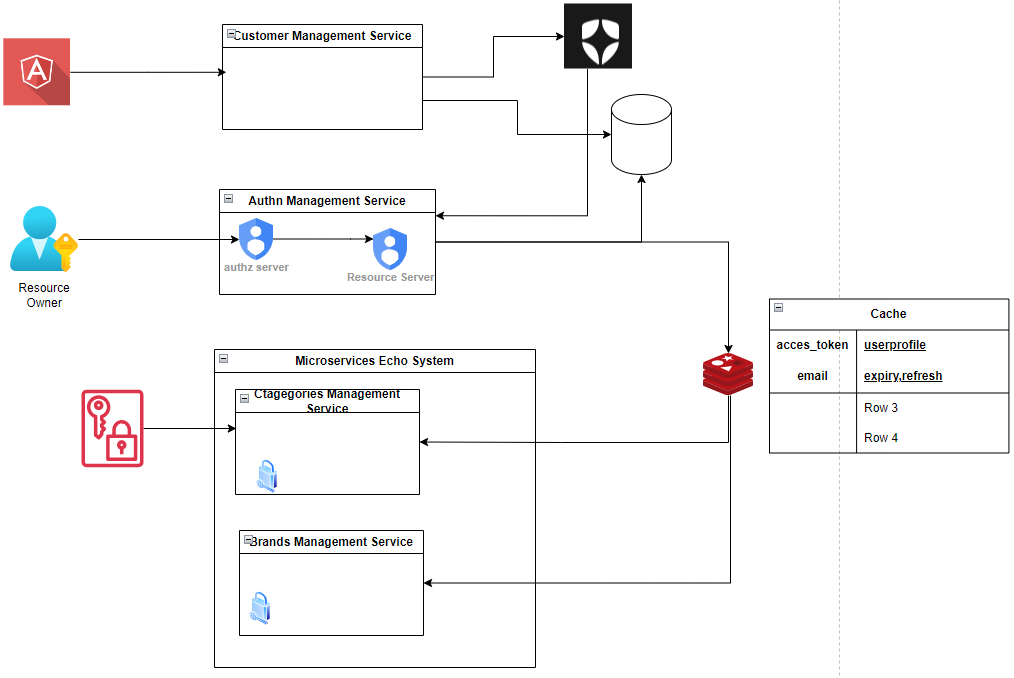 Customer Management Service
Authn Management Service
authz server
Resource Server
Resource
Owner
Cache
acces_token userprofile
email expiry,refresh
Row 3
Row 4
Microservices Echo System
Ctagegories Management
Service
Brands Management Service